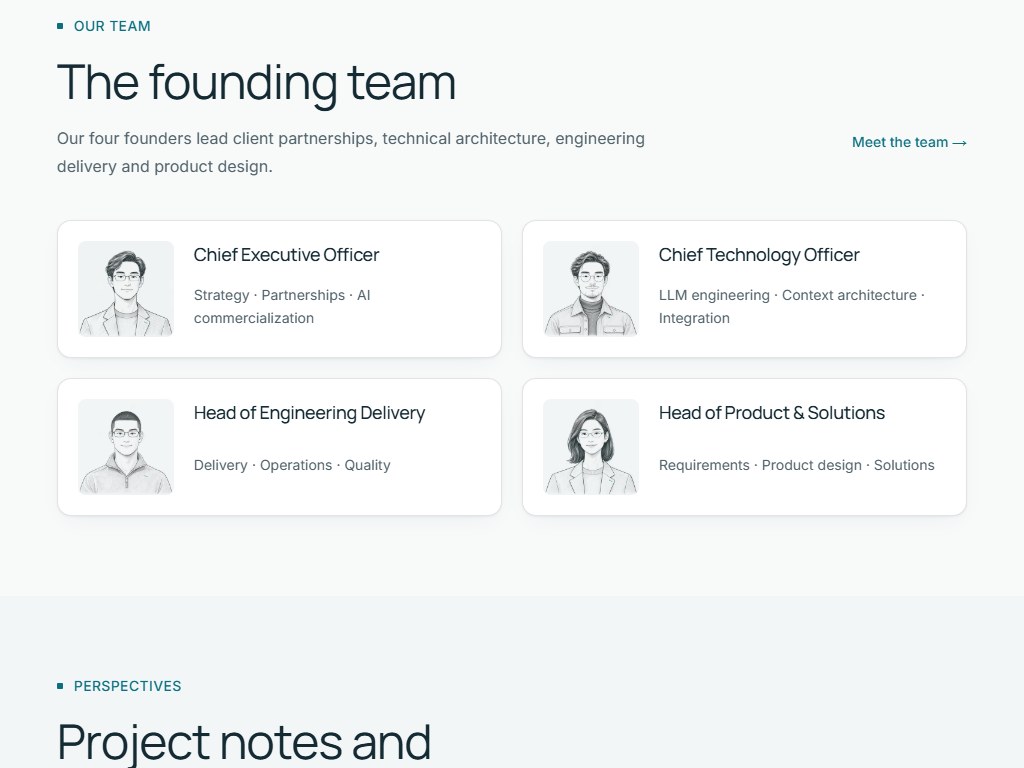 OUR TEAM
The founding team
Our four founders lead client partnerships, technical architecture, engineering
delivery and product design.
Meet the team →
Chief Executive Officer
Strategy · Partnerships · AI
commercialization
Chief Technology Officer
LLM engineering · Context architecture ·
Integration
Head of Engineering Delivery
Delivery · Operations · Quality
Head of Product & Solutions
Requirements · Product design · Solutions
PERSPECTIVES
Project notes and